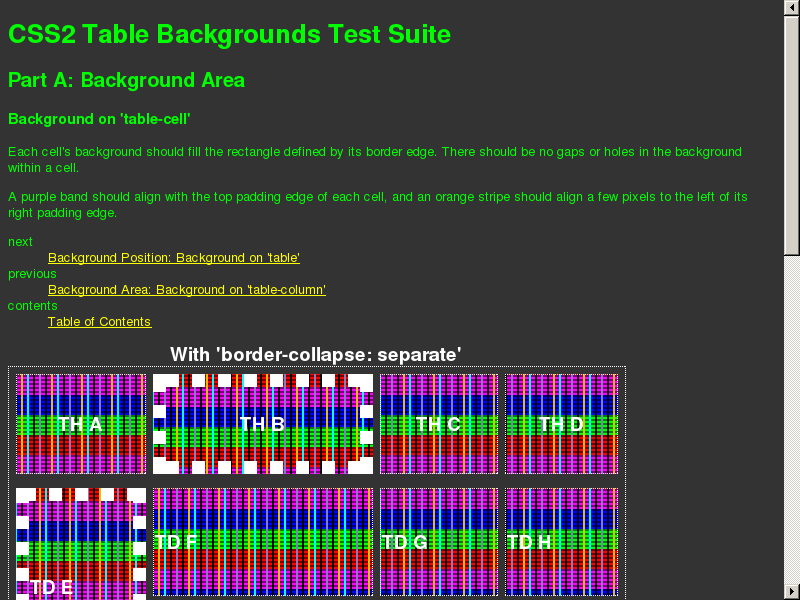 CSS2 Table Backgrounds Test Suite
Part A: Background Area
Background on 'table-cell'
Each cell's background should fill the rectangle defined by its border edge. There should be no gaps or holes in the background
within a cell.
A purple band should align with the top padding edge of each cell, and an orange stripe should align a few pixels to the left of its
right padding edge.
next
Background Position: Background on 'table'
previous
Background Area: Background on 'table-column'
contents
Table of Contents
With 'border-collapse: separate'
TH A TH B TH C TH D
TD F TD G TD H
TD E